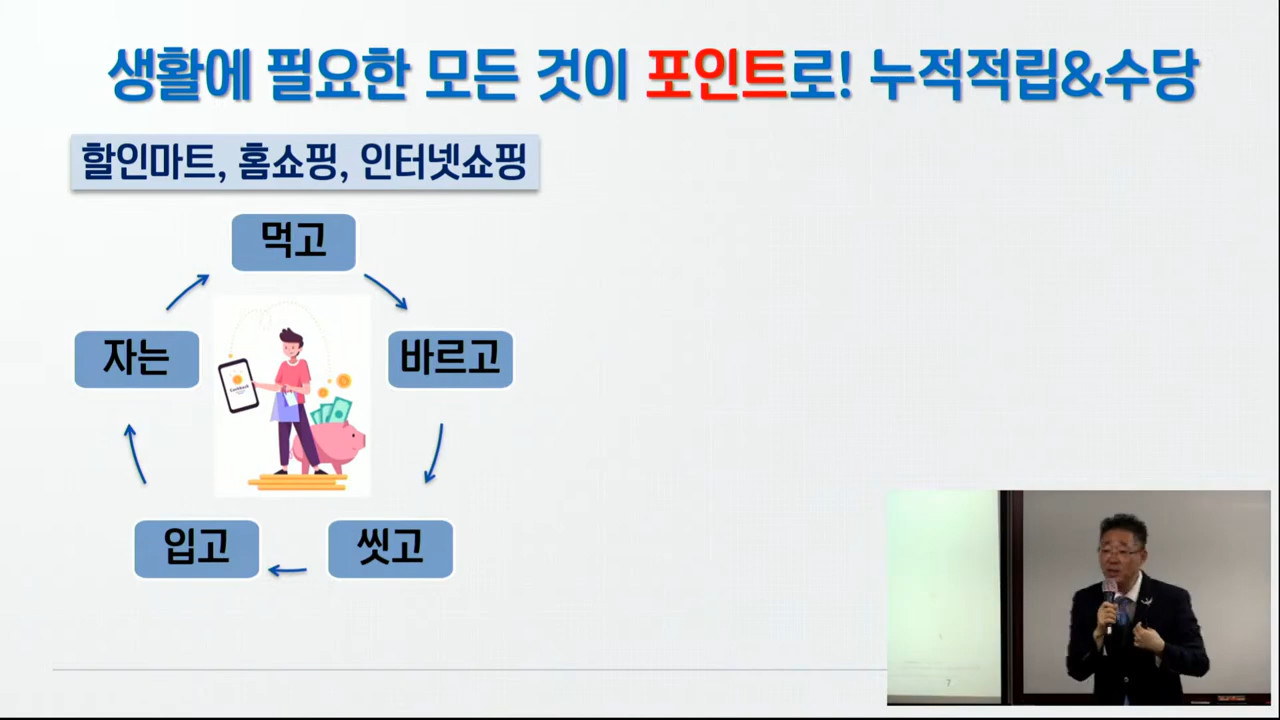 생활에 필요한 모든 것이 포인트로! 누적적립&수당
할인마트, 홈쇼핑, 인터넷쇼핑
먹고
바르고
씻고
입고
자는
7